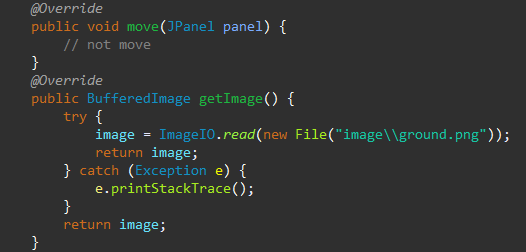 @Override
public void move(JPanel panel) {
    // not move
}
@Override
public BufferedImage getImage() {
    try {
        image = ImageIO.read(new File("image\\ground.png"));
        return image;
    } catch (Exception e) {
        e.printStackTrace();
    }
    return image;
}